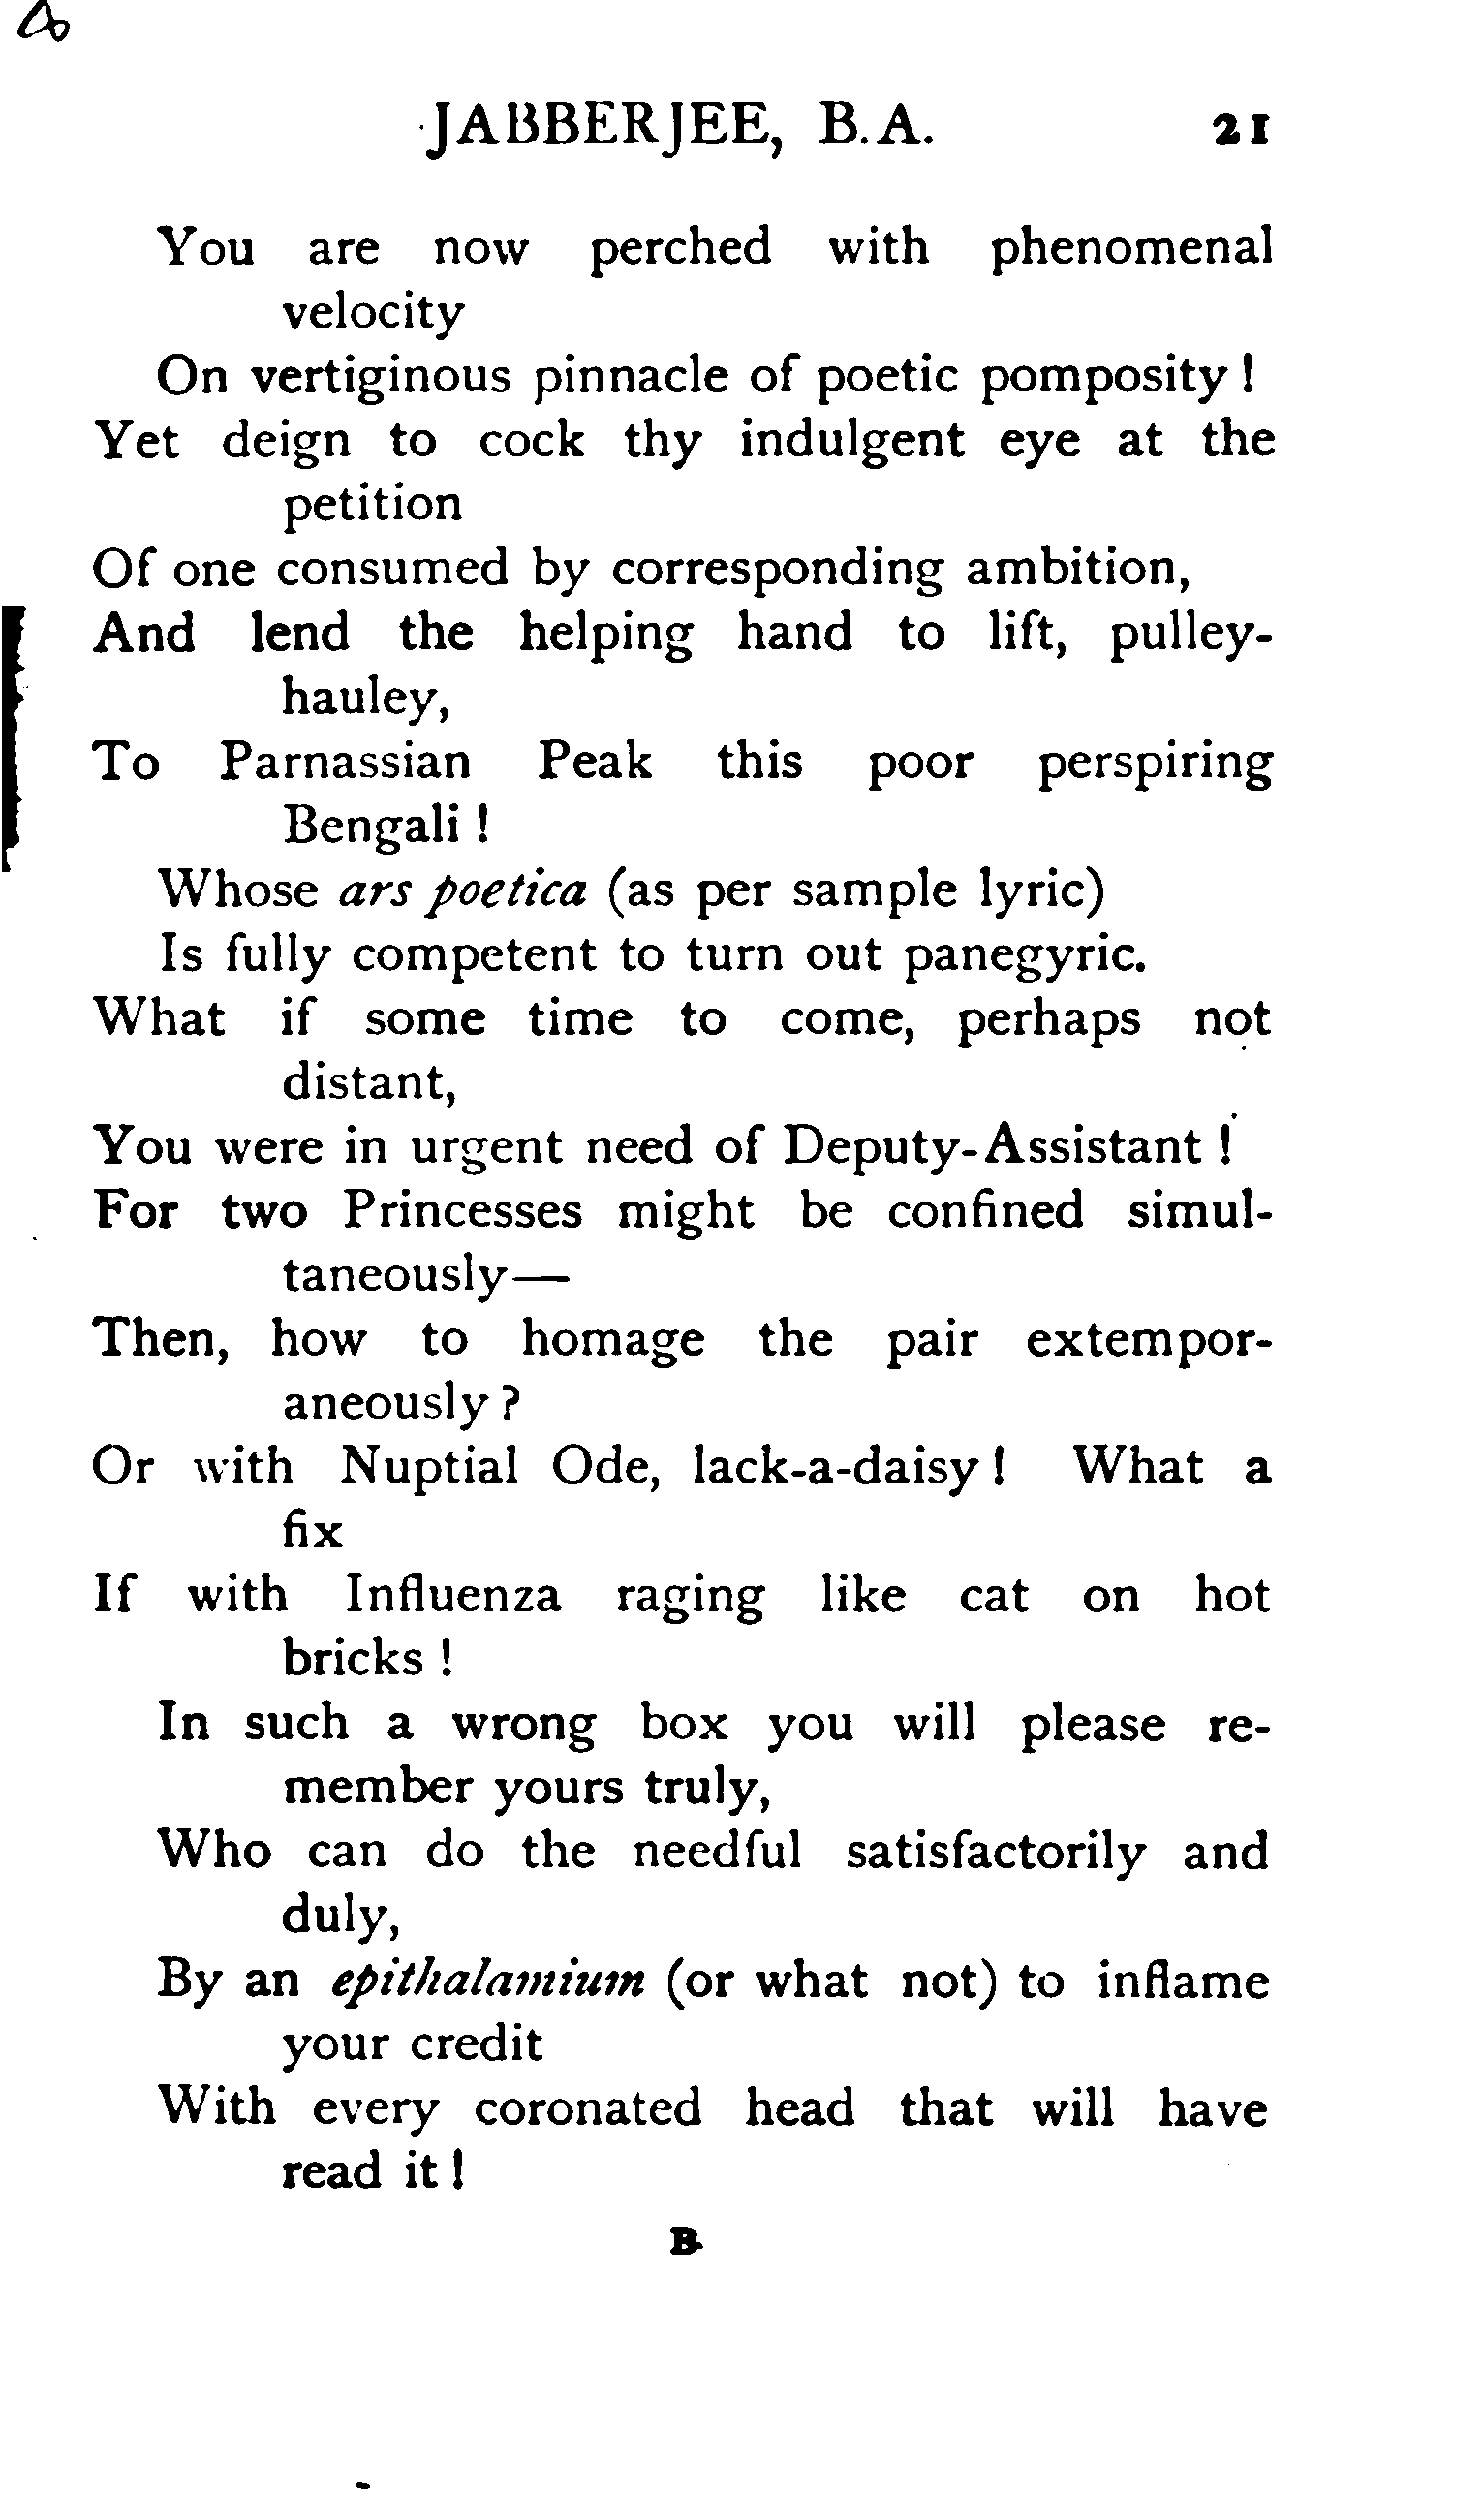 JABBERJEE, B.A. 21
You are now perched with phenomenal
velocity
On vertiginous pinnacle of poetic pomposity !
Yet deign to cock thy indulgent eye at the
petition
Of one consumed by corresponding ambition,
And lend the helping hand to lift, pulley-
hauley,
To Parnassian Peak this poor perspiring
Bengali !
Whose ars poetica (as per sample lyric)
Is fully competent to turn out panegyric.
What if some time to come, perhaps not
distant,
You were in urgent need of Deputy-Assistant !
For two Princesses might be confined simul-
taneously—
Then, how to homage the pair extempor-
aneously ?
Or with Nuptial Ode, lack-a-daisy ! What a
fix
If with Influenza raging like cat on hot
bricks !
In such a wrong box you will please re-
member yours truly,
Who can do the needful satisfactorily and
duly,
By an epithalamium (or what not) to inflame
your credit
With every coronated head that will have
read it !
B